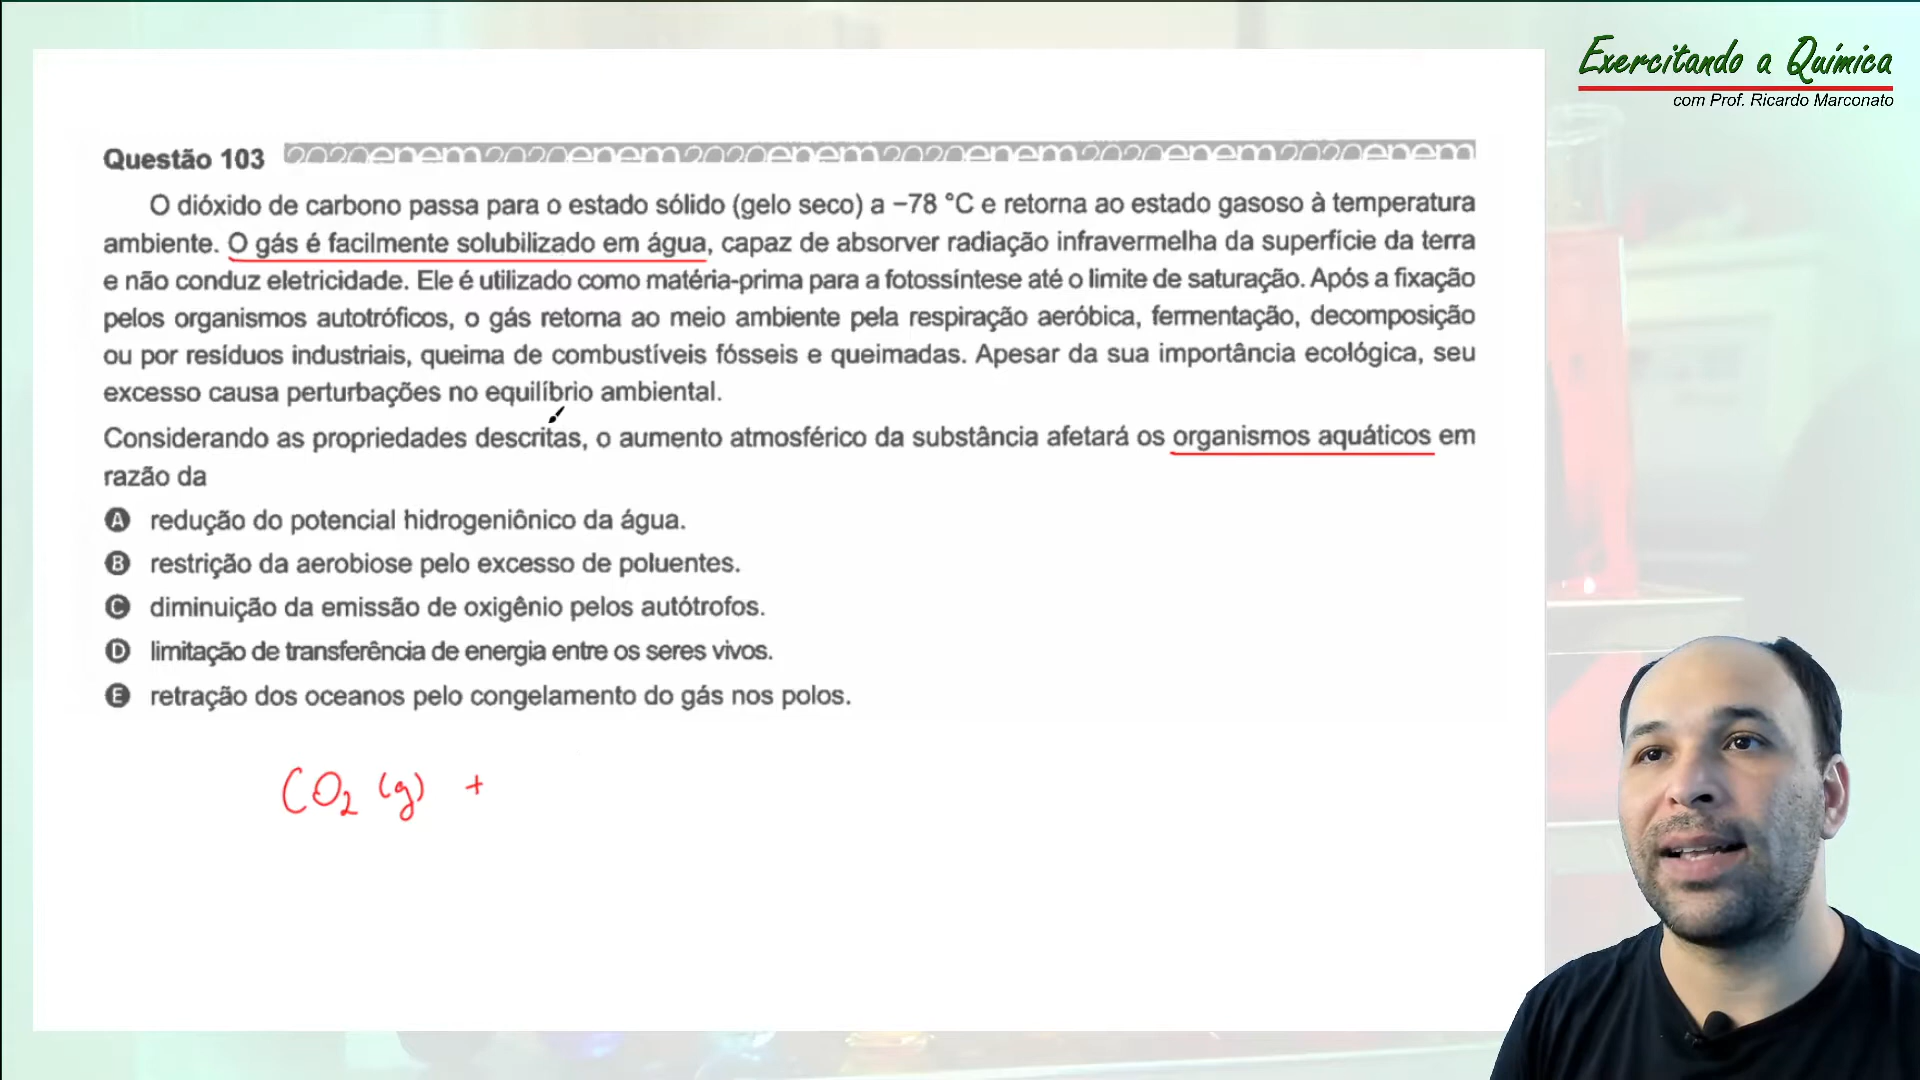 Exercitando a Química
com Prof. Ricardo Marconato
Questão 103 2020enem2020enem2020enem2020enem2020enem2020enem
O dióxido de carbono passa para o estado sólido (gelo seco) a −78 °C e retorna ao estado gasoso à temperatura
ambiente. O gás é facilmente solubilizado em água, capaz de absorver radiação infravermelha da superfície da terra
e não conduz eletricidade. Ele é utilizado como matéria-prima para a fotossíntese até o limite de saturação. Após a fixação
pelos organismos autotróficos, o gás retorna ao meio ambiente pela respiração aeróbica, fermentação, decomposição
ou por resíduos industriais, queima de combustíveis fósseis e queimadas. Apesar da sua importância ecológica, seu
excesso causa perturbações no equilíbrio ambiental.
Considerando as propriedades descritas, o aumento atmosférico da substância afetará os organismos aquáticos em
razão da
A redução do potencial hidrogeniônico da água.
B restrição da aerobiose pelo excesso de poluentes.
C diminuição da emissão de oxigênio pelos autótrofos.
D limitação de transferência de energia entre os seres vivos.
E retração dos oceanos pelo congelamento do gás nos polos.
CO2 (g) +